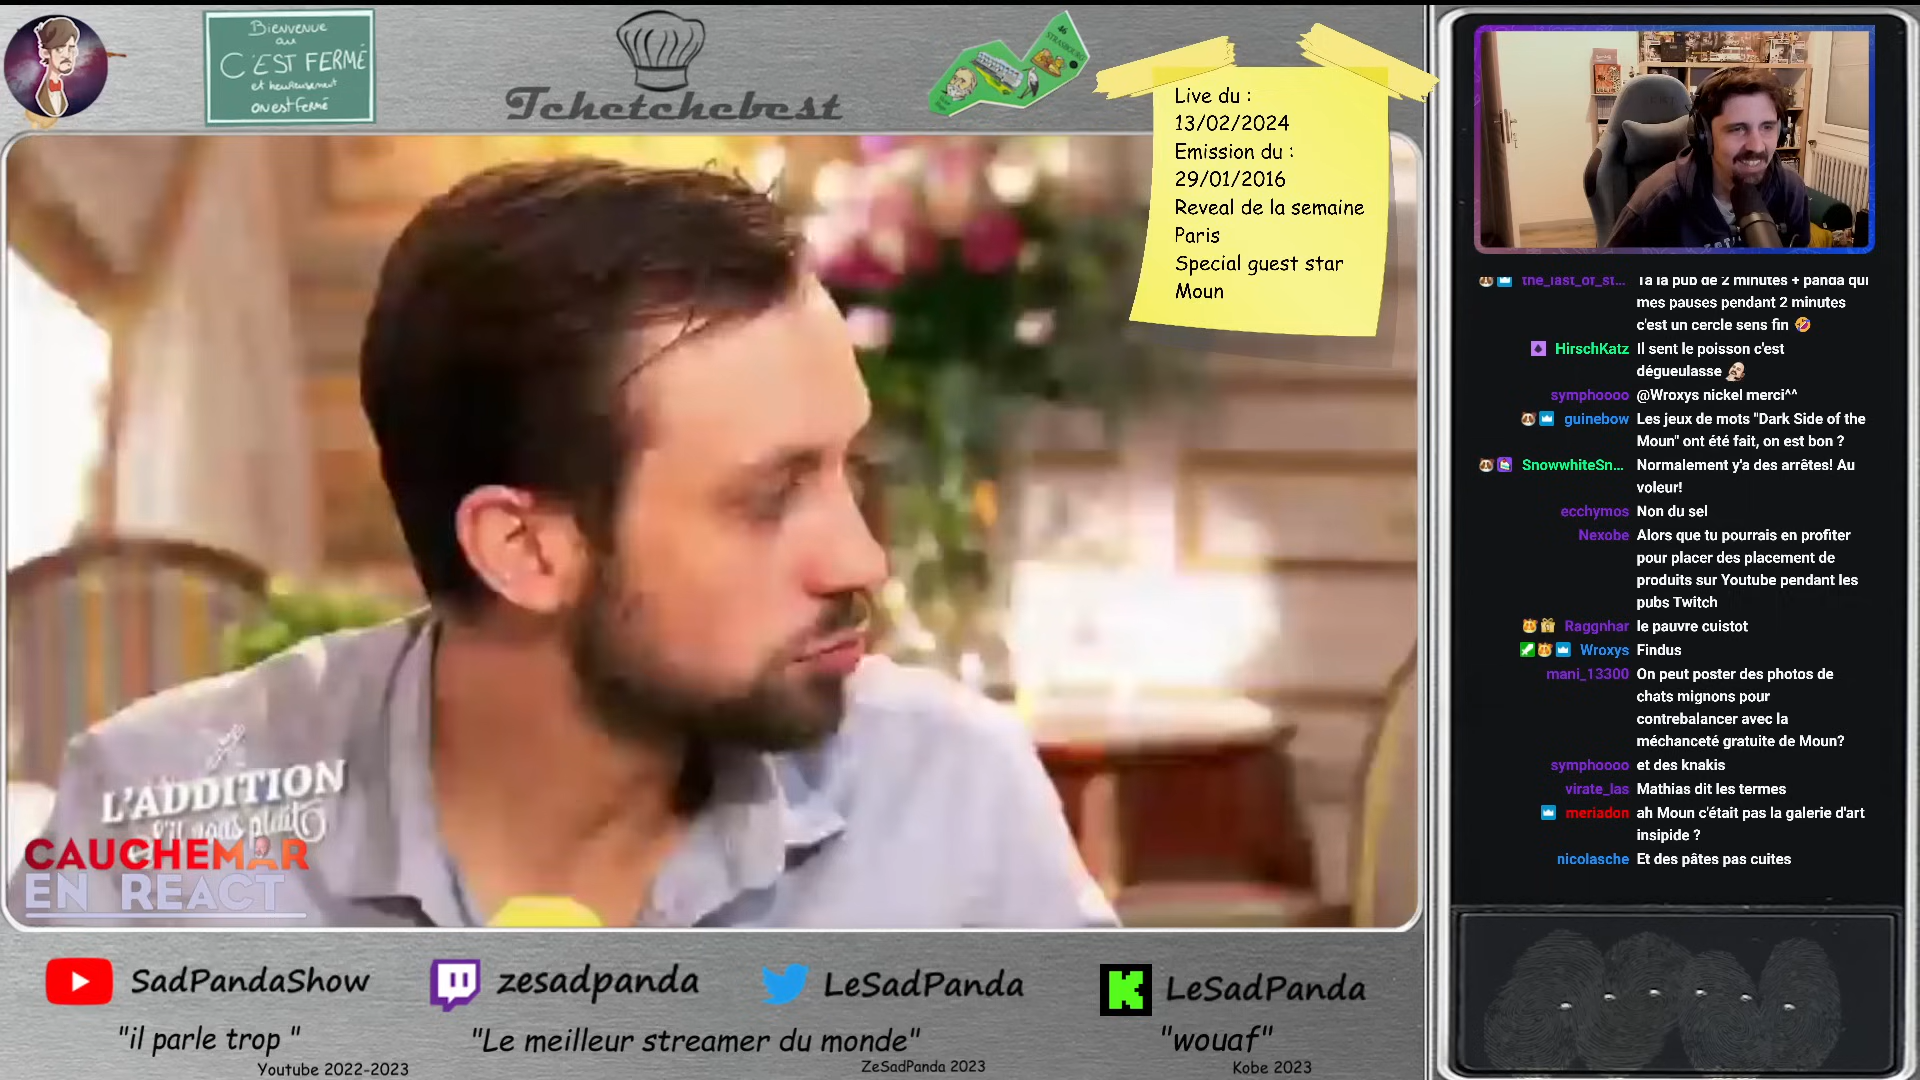 Bienvenue
au
C'EST FERMÉ
et heureusement
on est fermé
Tchetchebest
46
STRASBOURG
Live du :
13/02/2024
Emission du :
29/01/2016
Reveal de la semaine
Paris
Special guest star
Moun
L'ADDITION
s'il vous plaît
CAUCHEMAR
EN REACT
the_last_of_st... Ta la pub de 2 minutes + panda qui
mes pauses pendant 2 minutes
c'est un cercle sens fin 🤣
HirschKatz Il sent le poisson c'est
dégueulasse
symphoooo @Wroxys nickel merci^^
guinebow Les jeux de mots "Dark Side of the
Moun" ont été fait, on est bon ?
SnowwhiteSn... Normalement y'a des arrêtes! Au
voleur!
ecchymos Non du sel
Nexobe Alors que tu pourrais en profiter
pour placer des placement de
produits sur Youtube pendant les
pubs Twitch
Raggnhar le pauvre cuistot
Wroxys Findus
mani_13300 On peut poster des photos de
chats mignons pour
contrebalancer avec la
méchanceté gratuite de Moun?
symphoooo et des knakis
virate_las Mathias dit les termes
meriadon ah Moun c'était pas la galerie d'art
insipide ?
nicolasche Et des pâtes pas cuites
SadPandaShow
zesadpanda
LeSadPanda
K LeSadPanda
"il parle trop "
Youtube 2022-2023
"Le meilleur streamer du monde"
ZeSadPanda 2023
"wouaf"
Kobe 2023